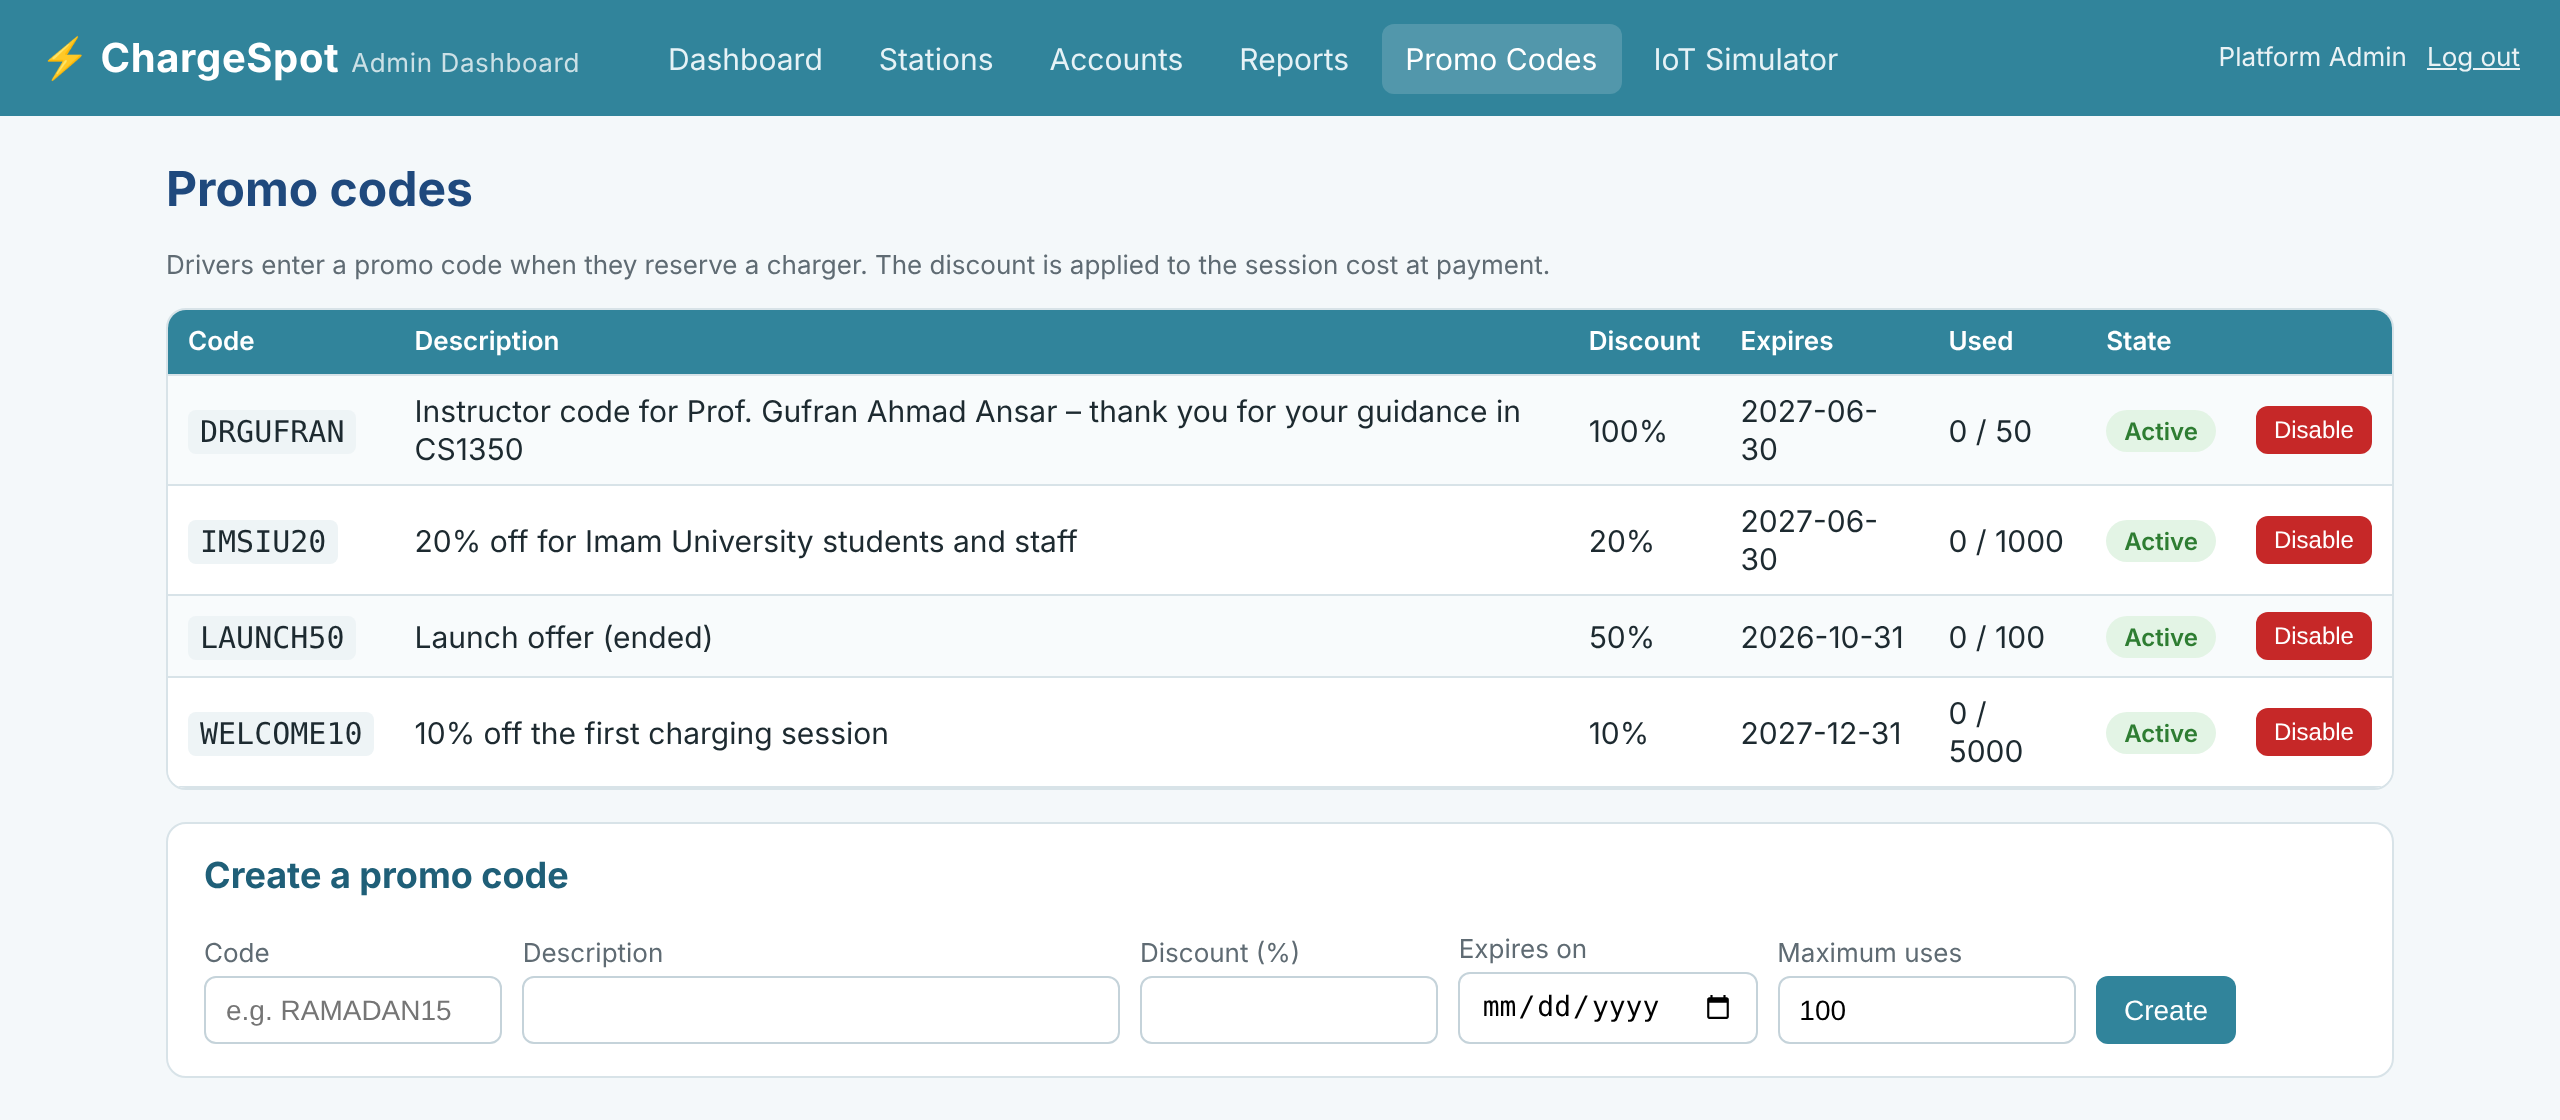 ⚡ ChargeSpot Admin Dashboard Dashboard Stations Accounts Reports Promo Codes IoT Simulator Platform Admin Log out
Promo codes
Drivers enter a promo code when they reserve a charger. The discount is applied to the session cost at payment.
Code Description Discount Expires Used State
DRGUFRAN Instructor code for Prof. Gufran Ahmad Ansar – thank you for your guidance in
CS1350 100% 2027-06-
30 0 / 50 Active Disable
IMSIU20 20% off for Imam University students and staff 20% 2027-06-
30 0 / 1000 Active Disable
LAUNCH50 Launch offer (ended) 50% 2026-10-31 0 / 100 Active Disable
WELCOME10 10% off the first charging session 10% 2027-12-31 0 /
5000 Active Disable
Create a promo code
Code Description Discount (%) Expires on Maximum uses
e.g. RAMADAN15 mm/dd/yyyy 100 Create